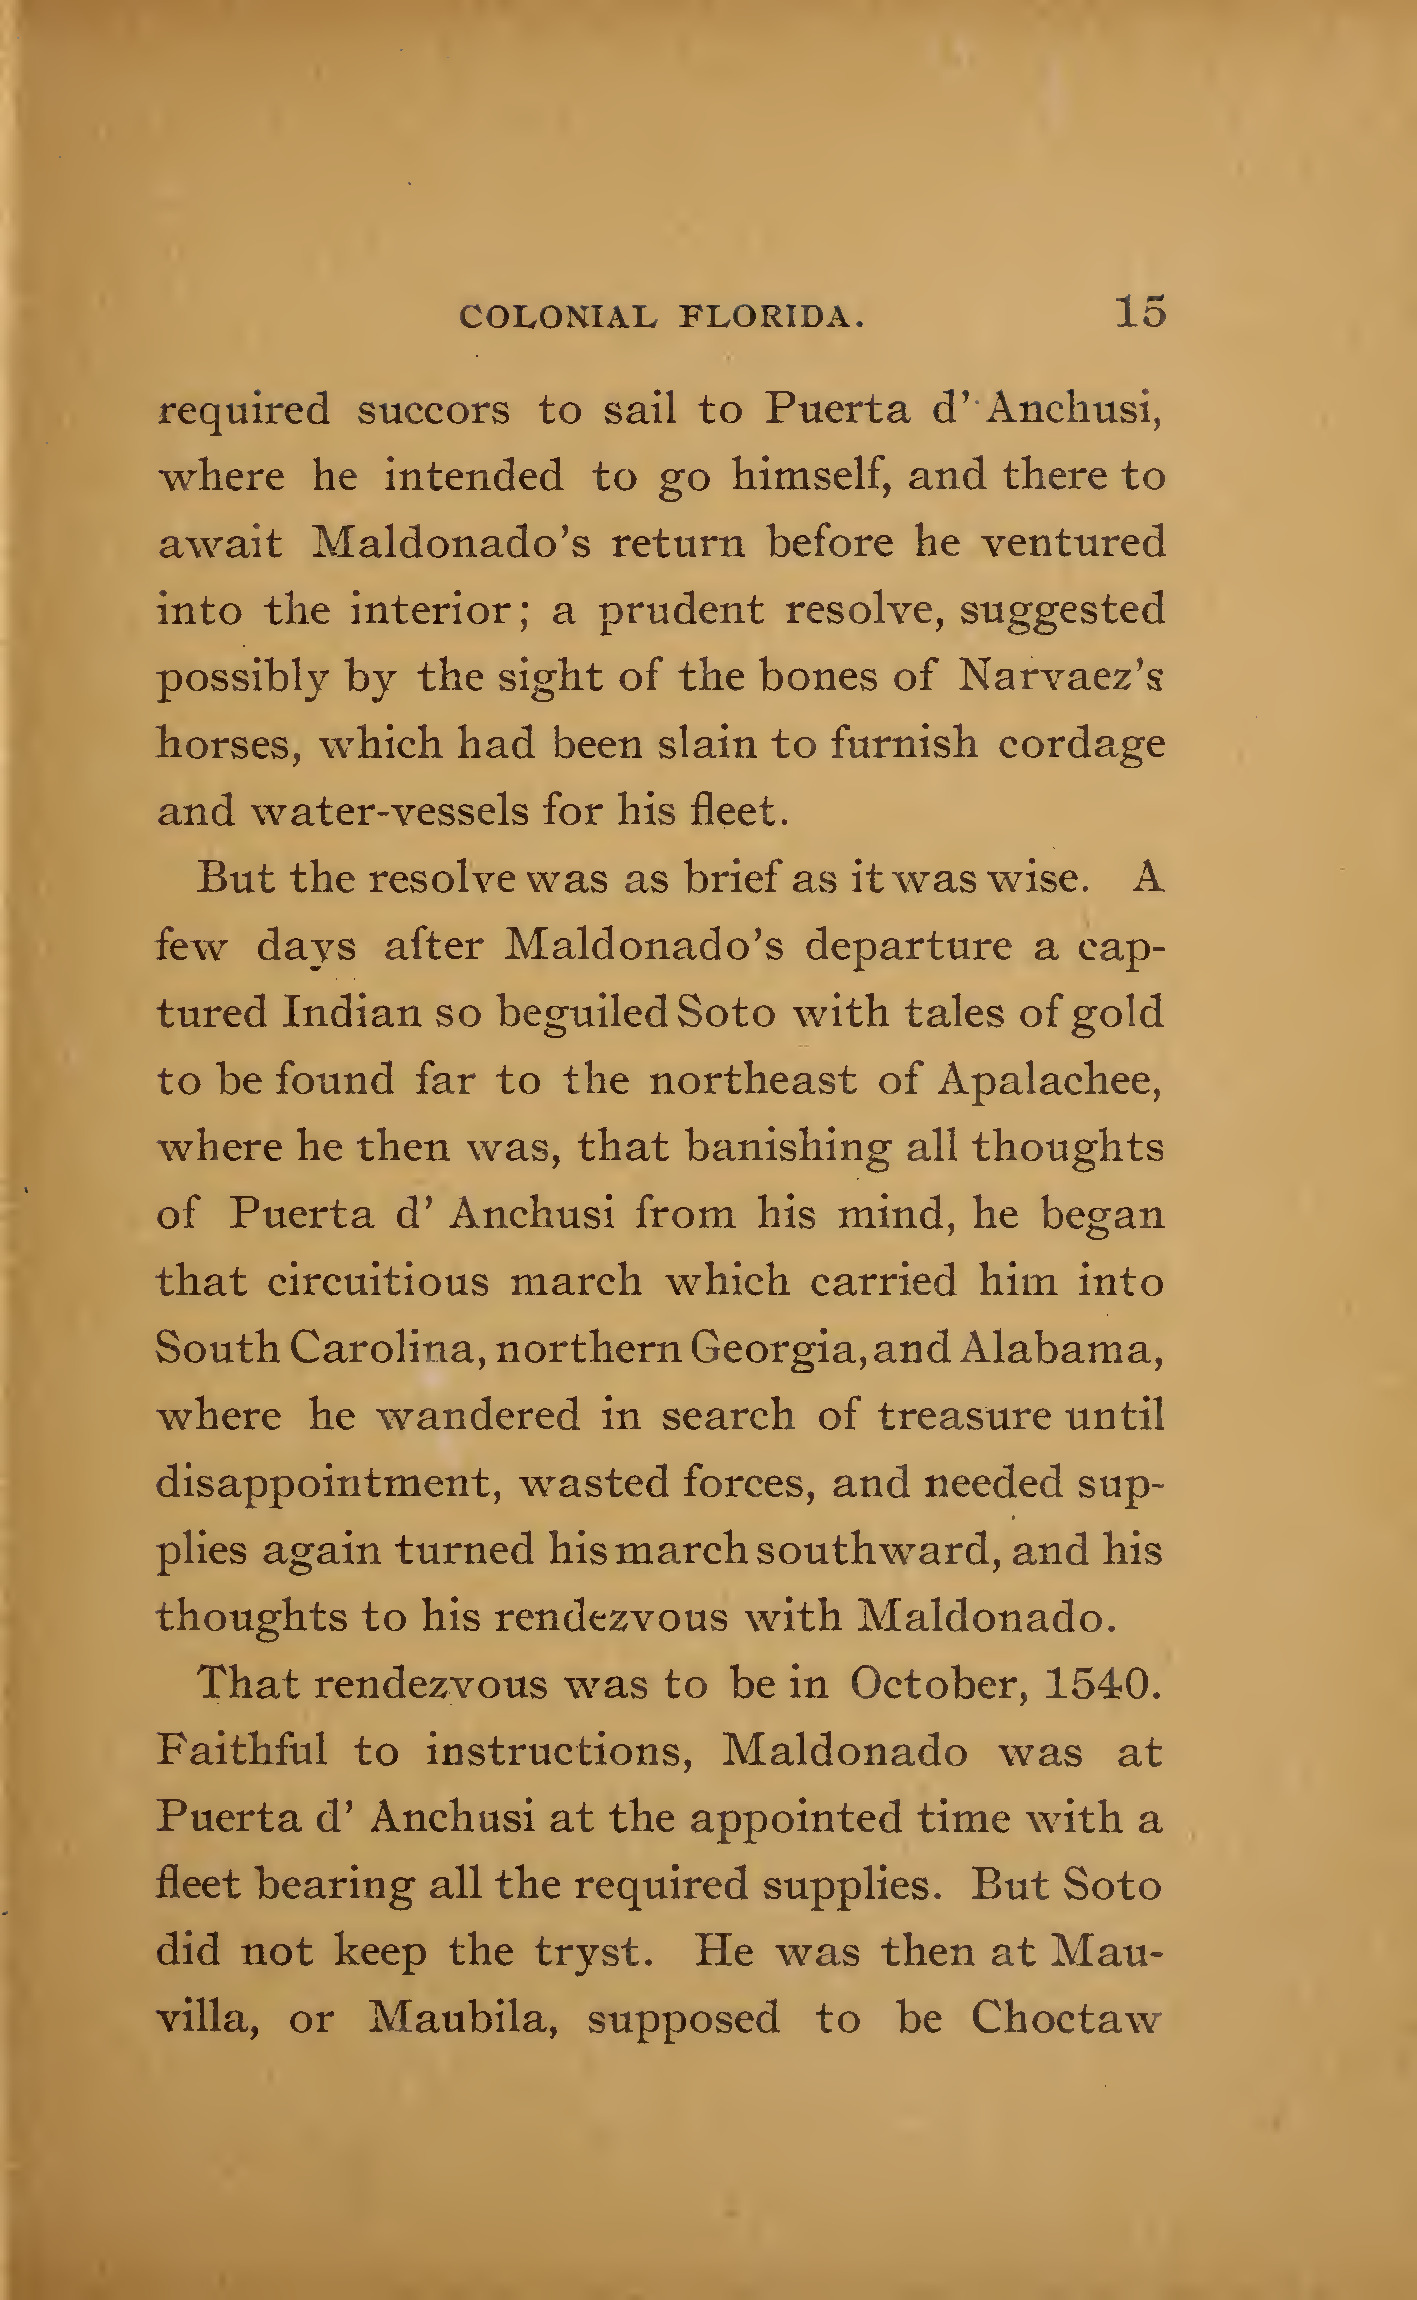 COLONIAL FLORIDA. 15
required succors to sail to Puerta d' Anchusi,
where he intended to go himself, and there to
await Maldonado's return before he ventured
into the interior; a prudent resolve, suggested
possibly by the sight of the bones of Narvaez's
horses, which had been slain to furnish cordage
and water-vessels for his fleet.
But the resolve was as brief as it was wise. A
few days after Maldonado's departure a cap-
tured Indian so beguiled Soto with tales of gold
to be found far to the northeast of Apalachee,
where he then was, that banishing all thoughts
of Puerta d' Anchusi from his mind, he began
that circuitious march which carried him into
South Carolina, northern Georgia, and Alabama,
where he wandered in search of treasure until
disappointment, wasted forces, and needed sup-
plies again turned his march southward, and his
thoughts to his rendezvous with Maldonado.
That rendezvous was to be in October, 1540.
Faithful to instructions, Maldonado was at
Puerta d' Anchusi at the appointed time with a
fleet bearing all the required supplies. But Soto
did not keep the tryst. He was then at Mau-
villa, or Maubila, supposed to be Choctaw